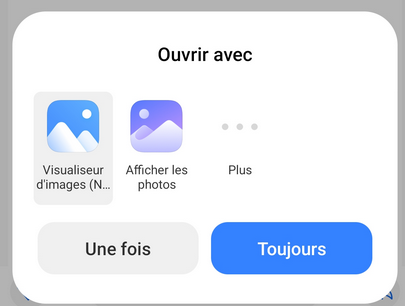 Ouvrir avec
Visualiseur
d'images (N...
Afficher les
photos
Plus
Une fois
Toujours